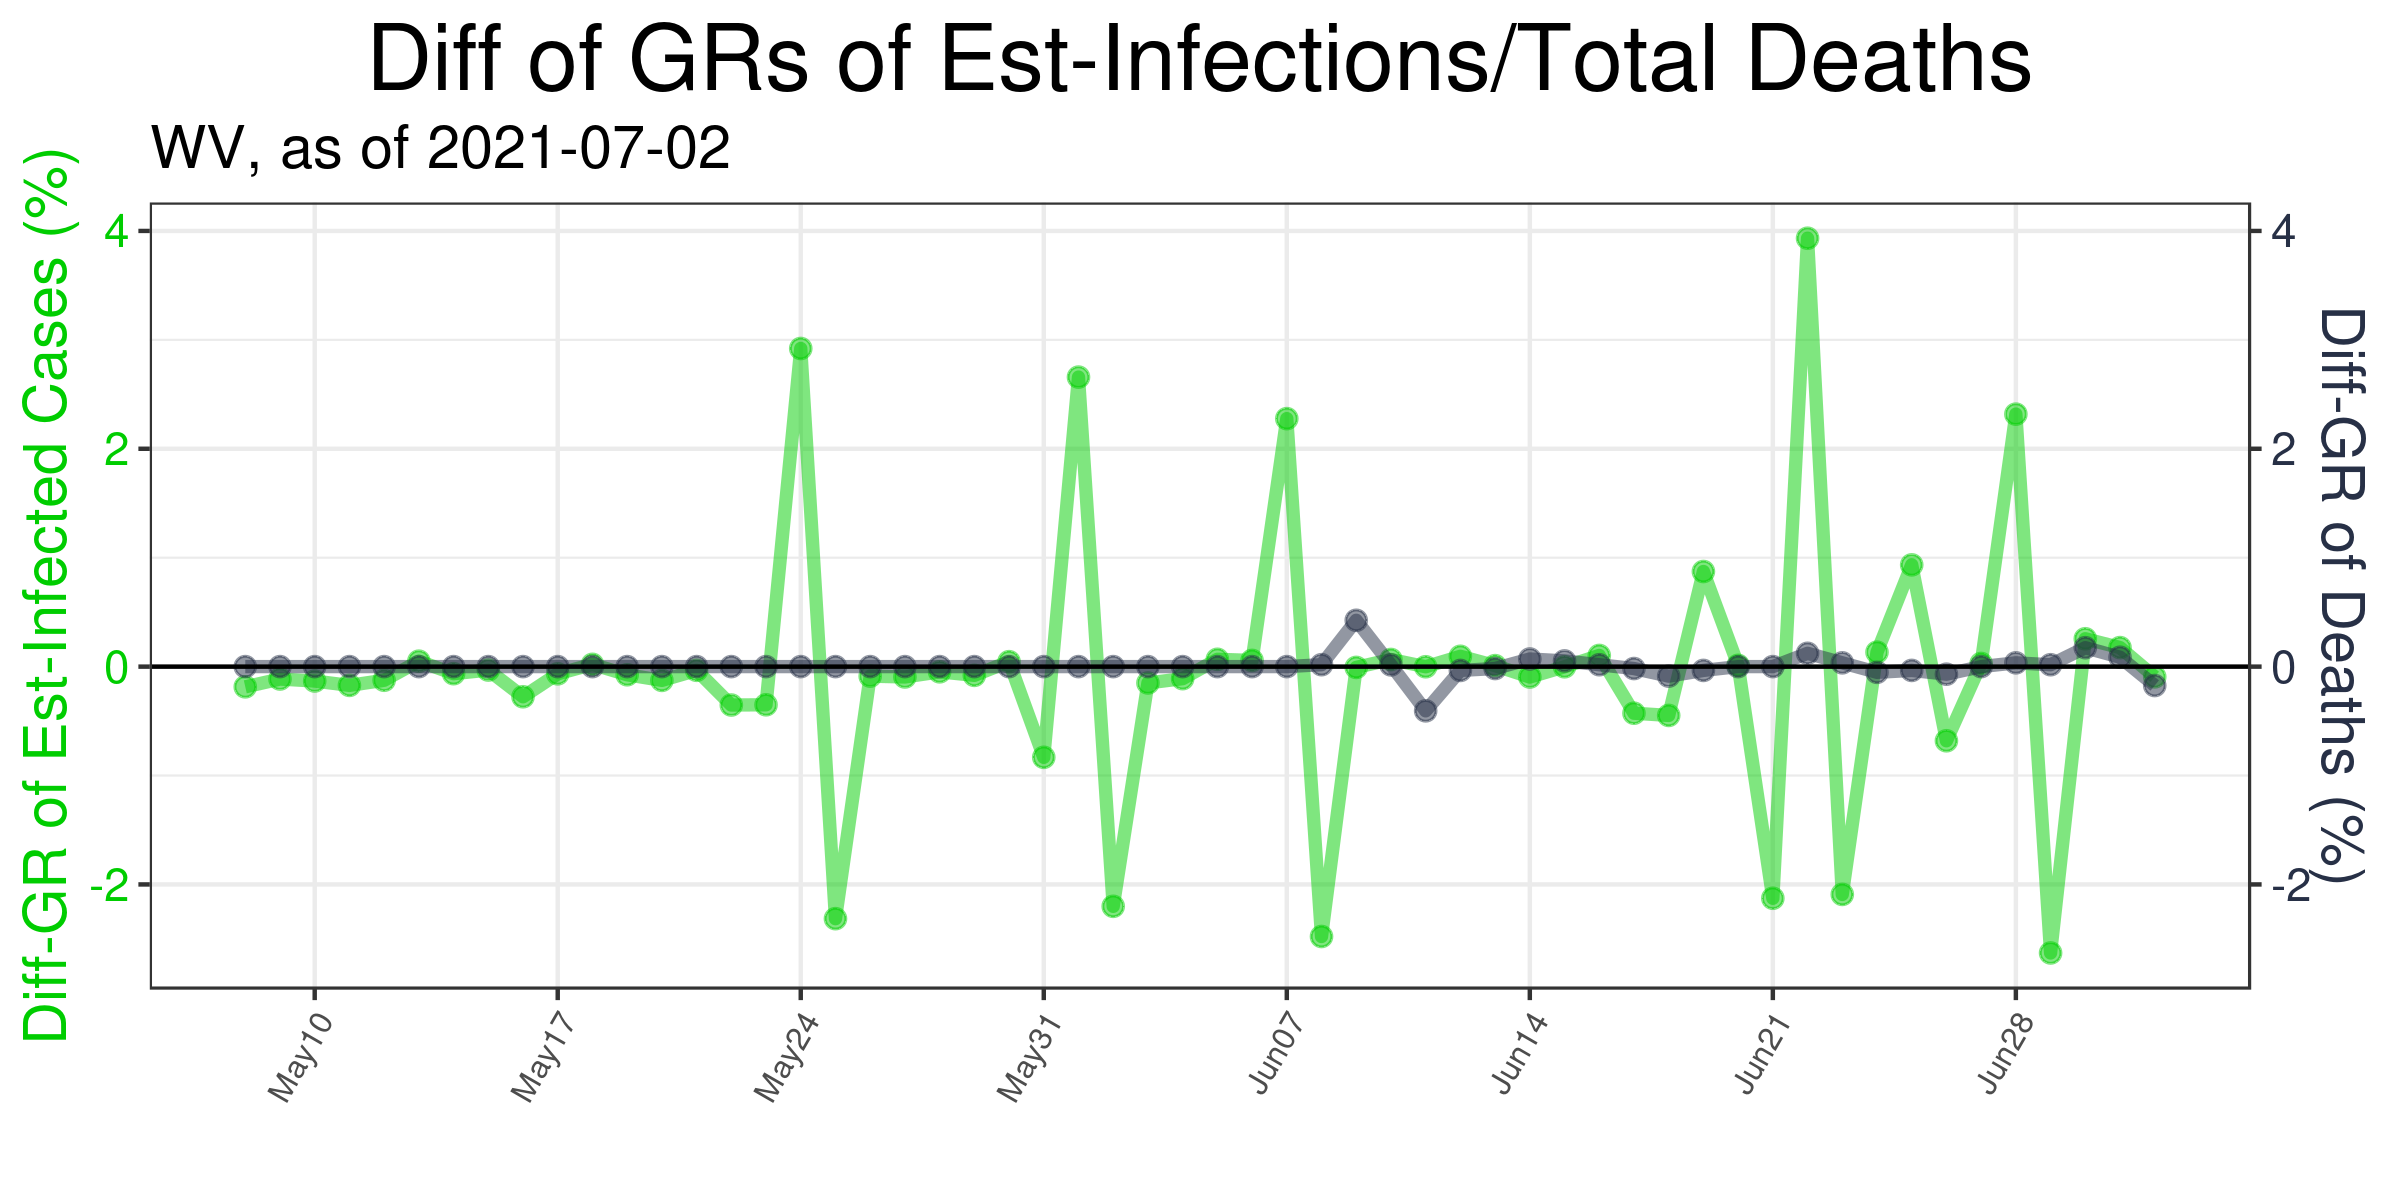 Diff of GRs of Est-Infections/Total Deaths
WV, as of 2021-07-02
Diff-GR of Est-Infected Cases (%)
4
2
0
-2
4
2
0
-2
Diff-GR of Deaths (%)
May10
May17
May24
May31
Jun07
Jun14
Jun21
Jun28